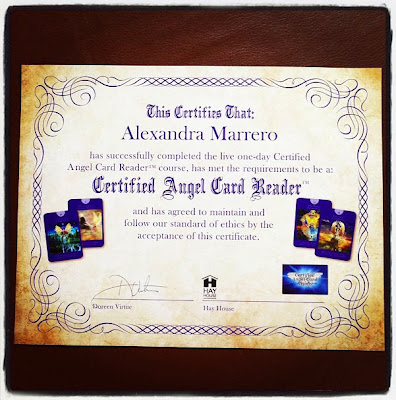 This Certifies That:
Alexandra Marrero
has successfully completed the live one-day Certified
Angel Card Reader™ course, has met the requirements to be a:
Certified Angel Card Reader™
and has agreed to maintain and
follow our standard of ethics by the
acceptance of this certificate.
HAY
HOUSE
Doreen Virtue
Hay House